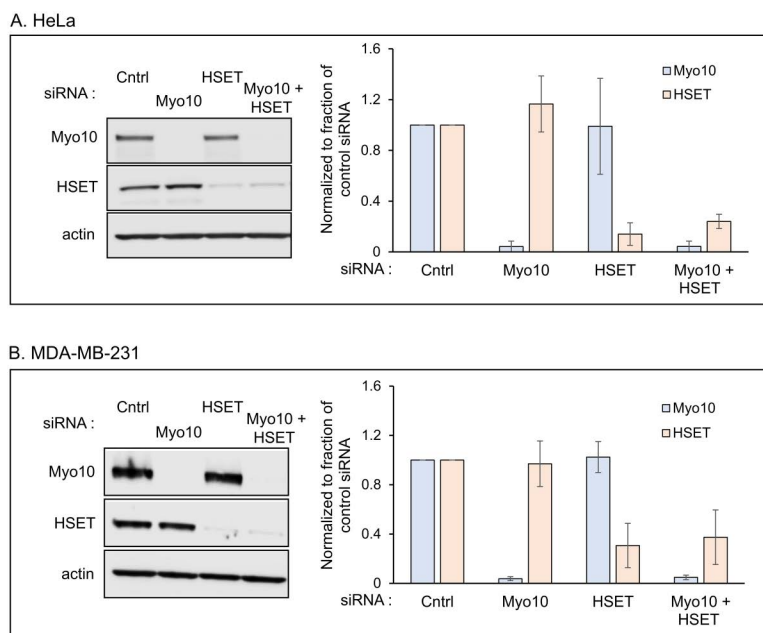 A. HeLa
Cntrl
HSET
siRNA :
Myo10
Myo10 +
HSET
Myo10
HSET
actin
Normalized to fraction of
control siRNA
1.6
1.2
0.8
0.4
0
Myo10
HSET
siRNA :
Cntrl
Myo10
HSET
Myo10 +
HSET
B. MDA-MB-231
Cntrl
HSET
siRNA :
Myo10
Myo10 +
HSET
Myo10
HSET
actin
Normalized to fraction of
control siRNA
1.6
1.2
0.8
0.4
0
Myo10
HSET
siRNA :
Cntrl
Myo10
HSET
Myo10 +
HSET